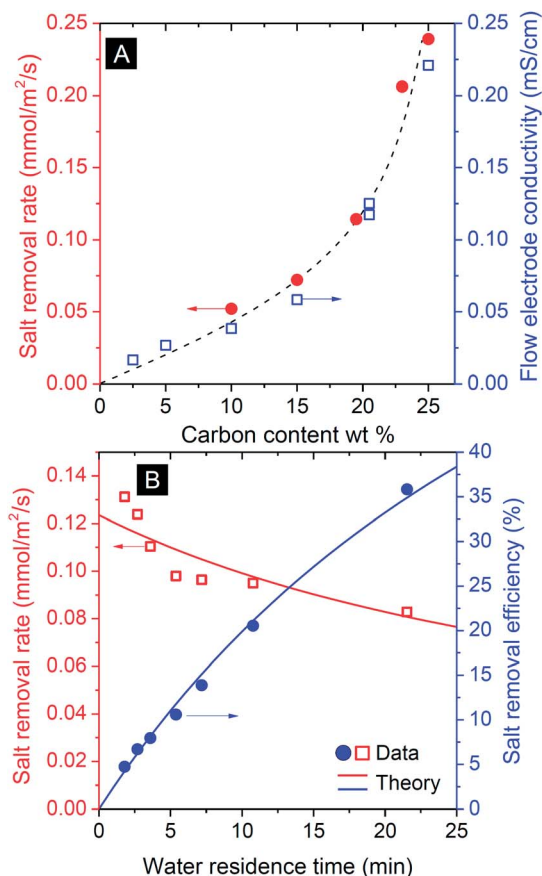 A
Salt removal rate (mmol/m²/s)
0.25
0.20
0.15
0.10
0.05
0.00
0.25
0.20
0.15
0.10
0.05
0.00
Flow electrode conductivity (mS/cm)
0 5 10 15 20 25
Carbon content wt %
B
Salt removal rate (mmol/m²/s)
0.14
0.12
0.10
0.08
0.06
0.04
0.02
0.00
40
35
30
25
20
15
10
5
0
Salt removal efficiency (%)
Data
Theory
0 5 10 15 20 25
Water residence time (min)